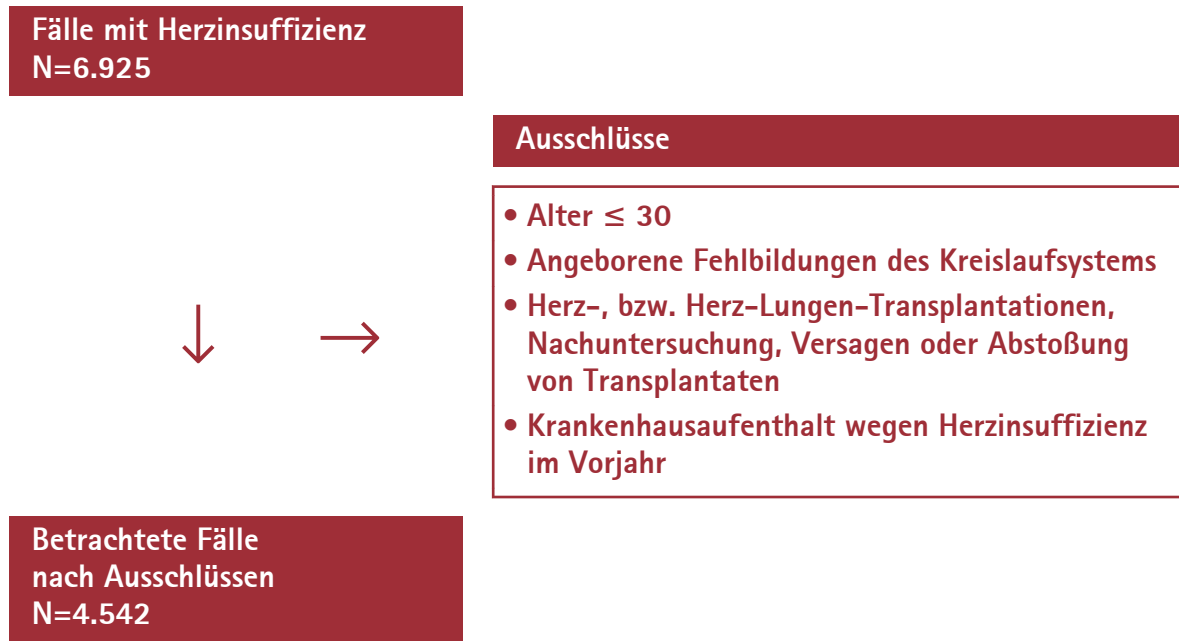 Fälle mit Herzinsuffizienz
N=6.925
Ausschlüsse
• Alter ≤ 30
• Angeborene Fehlbildungen des Kreislaufsystems
• Herz-, bzw. Herz-Lungen-Transplantationen,
Nachuntersuchung, Versagen oder Abstoßung
von Transplantaten
• Krankenhausaufenthalt wegen Herzinsuffizienz
im Vorjahr
Betrachtete Fälle
nach Ausschlüssen
N=4.542